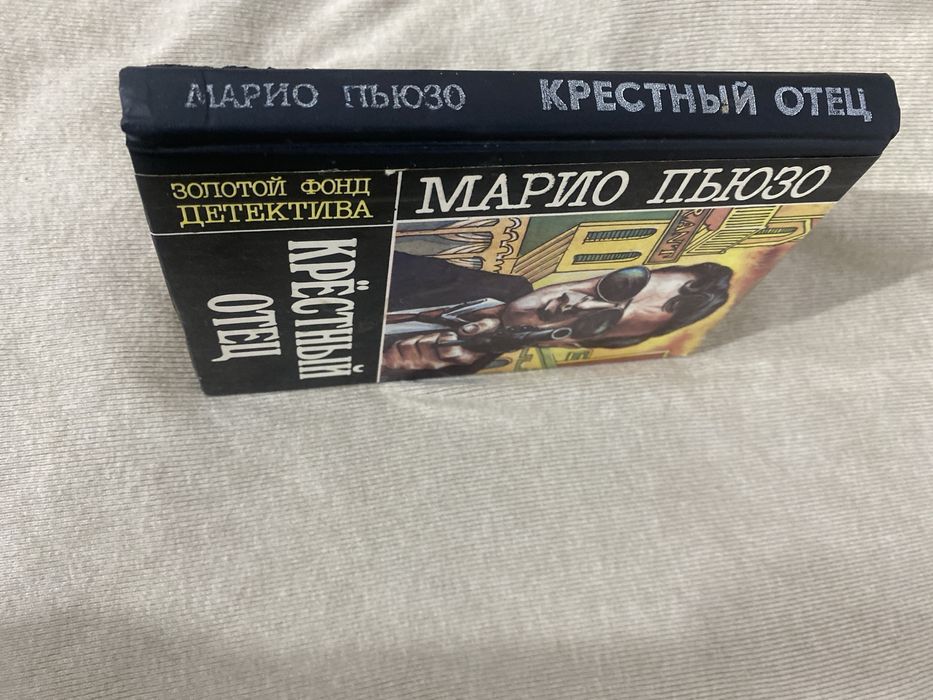 МАРИО ПЬЮЗО КРЕСТНЫЙ ОТЕЦ
ЗОЛОТОЙ ФОНД
ДЕТЕКТИВА
МАРИО ПЬЮЗО
КРЁСТНЫЙ
ОТЕЦ